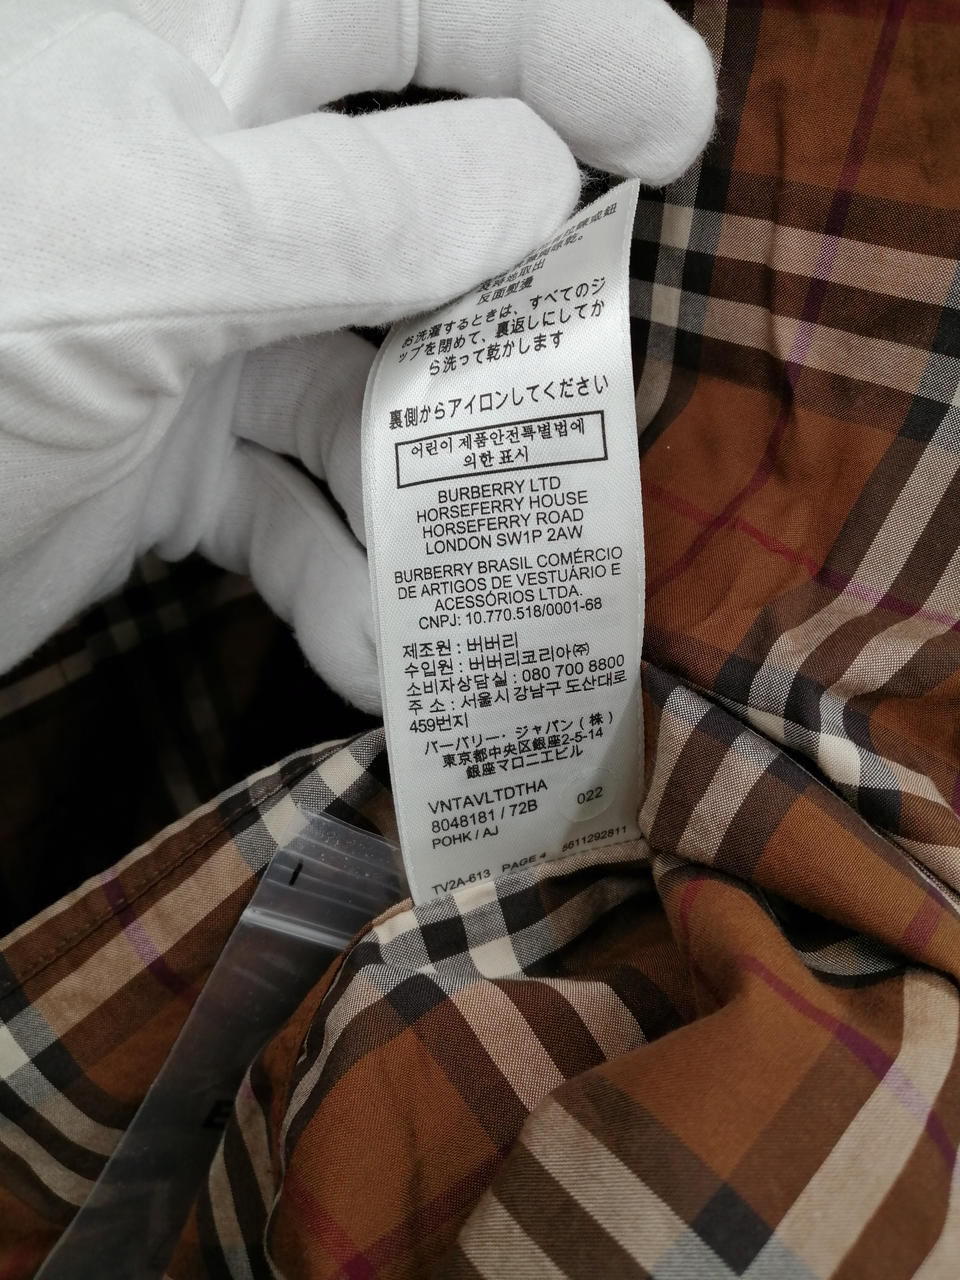 拉鍊或鈕
晾乾。
取出
反面熨燙
お洗濯するときは、すべてのジ
ップを閉めて、裏返しにしてか
ら洗って乾かします
裏側からアイロンしてください
어린이 제품안전특별법에
의한 표시
BURBERRY LTD
HORSEFERRY HOUSE
HORSEFERRY ROAD
LONDON SW1P 2AW
BURBERRY BRASIL COMÉRCIO
DE ARTIGOS DE VESTUÁRIO E
ACESSÓRIOS LTDA.
CNPJ: 10.770.518/0001-68
제조원 : 버버리
수입원 : 버버리코리아㈜
소비자상담실 : 080 700 8800
주 소 : 서울시 강남구 도산대로
459번지
バーバリー・ジャパン(株)
東京都中央区銀座2-5-14
銀座マロニエビル
VNTAVLTDTHA
8048181 / 72B 022
POHK / AJ
TV2A-613 PAGE 4 5611292811